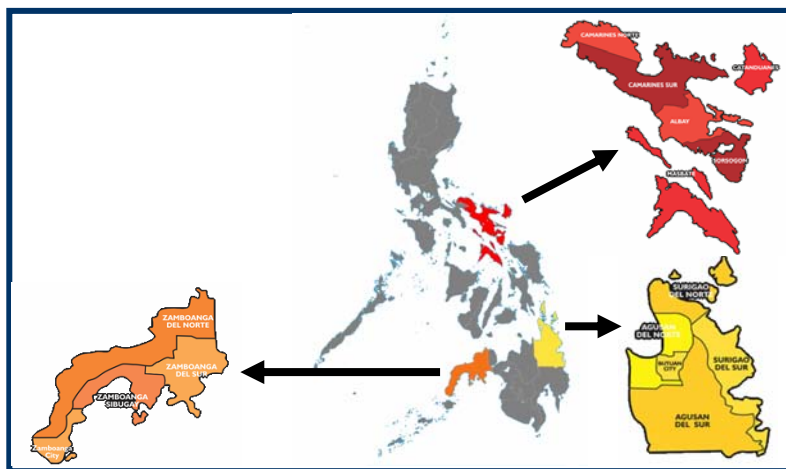 CAMARINES NORTE
CATANDUANES
CAMARINES SUR
ALBAY
SORSOGON
MASBATE
SURIGAO
DEL NORTE
AGUSAN
DEL NORTE
BUTUAN
CITY
SURIGAO
DEL SUR
AGUSAN
DEL SUR
ZAMBOANGA
DEL NORTE
ZAMBOANGA
DEL SUR
ZAMBOANGA
SIBUGAY
Zamboanga
City